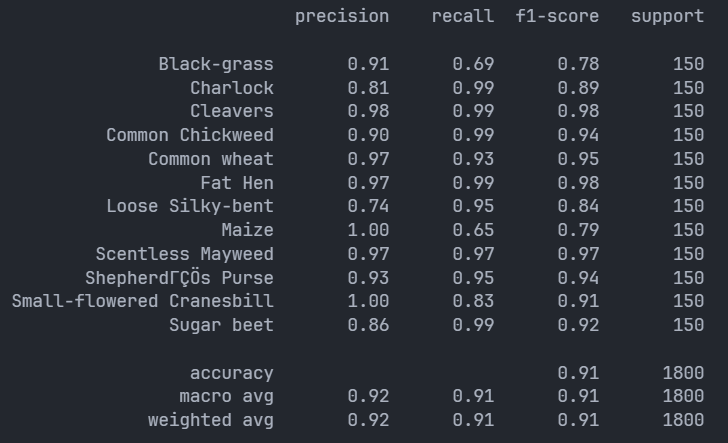 precision recall f1-score support
Black-grass 0.91 0.69 0.78 150
Charlock 0.81 0.99 0.89 150
Cleavers 0.98 0.99 0.98 150
Common Chickweed 0.90 0.99 0.94 150
Common wheat 0.97 0.93 0.95 150
Fat Hen 0.97 0.99 0.98 150
Loose Silky-bent 0.74 0.95 0.84 150
Maize 1.00 0.65 0.79 150
Scentless Mayweed 0.97 0.97 0.97 150
ShepherdΓÇÖs Purse 0.93 0.95 0.94 150
Small-flowered Cranesbill 1.00 0.83 0.91 150
Sugar beet 0.86 0.99 0.92 150
accuracy 0.91 1800
macro avg 0.92 0.91 0.91 1800
weighted avg 0.92 0.91 0.91 1800